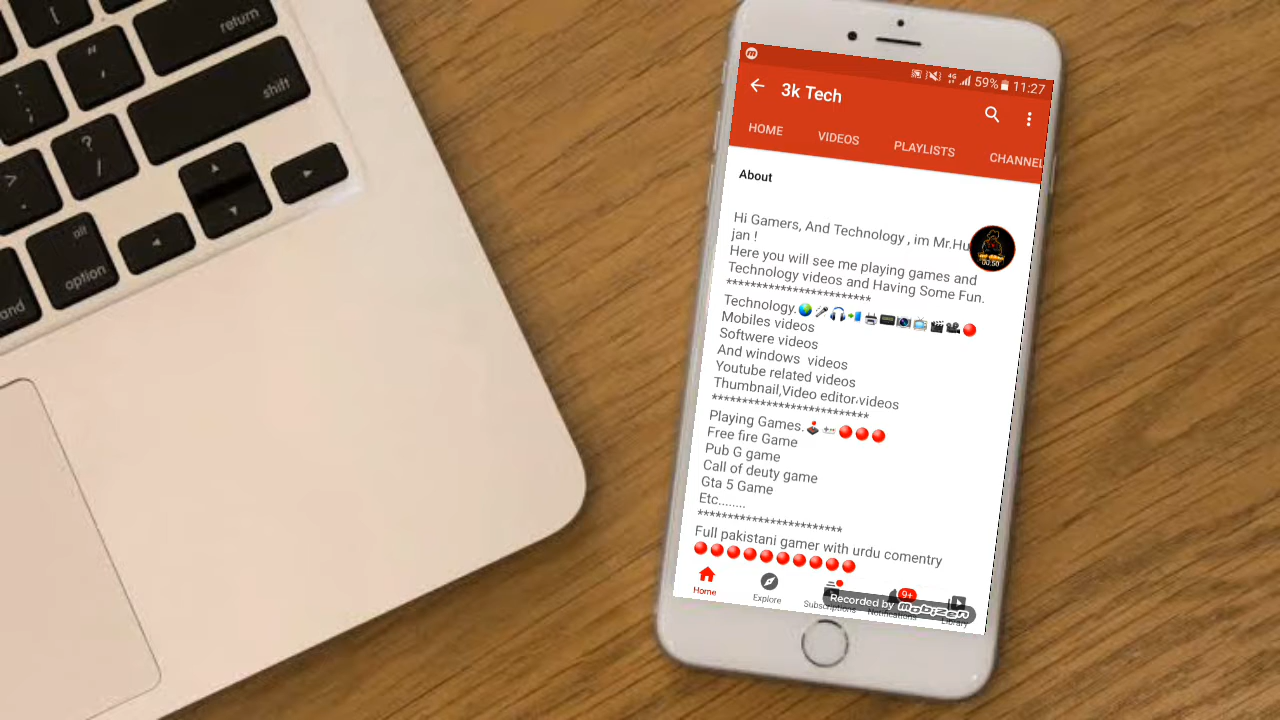 return
shift
alt
option
59% 11:27
3k Tech
HOME VIDEOS PLAYLISTS CHANNEL
About
Hi Gamers, And Technology , im Mr.Hu
jan !
Here you will see me playing games and
Technology videos and Having Some Fun.
************************
Technology.🌍🎤🎧📲📠📟📷📺🎬🎥🔴
Mobiles videos
Softwere videos
And windows videos
Youtube related videos
Thumbnail,Video editor,videos
**************************
Playing Games.🕹🎮🔴🔴🔴
Free fire Game
Pub G game
Call of deuty game
Gta 5 Game
Etc........
************************
Full pakistani gamer with urdu comentry
🔴🔴🔴🔴🔴🔴🔴🔴🔴🔴
9+
Home Explore Subscriptions Notifications Library
Recorded by mobizen
00:50